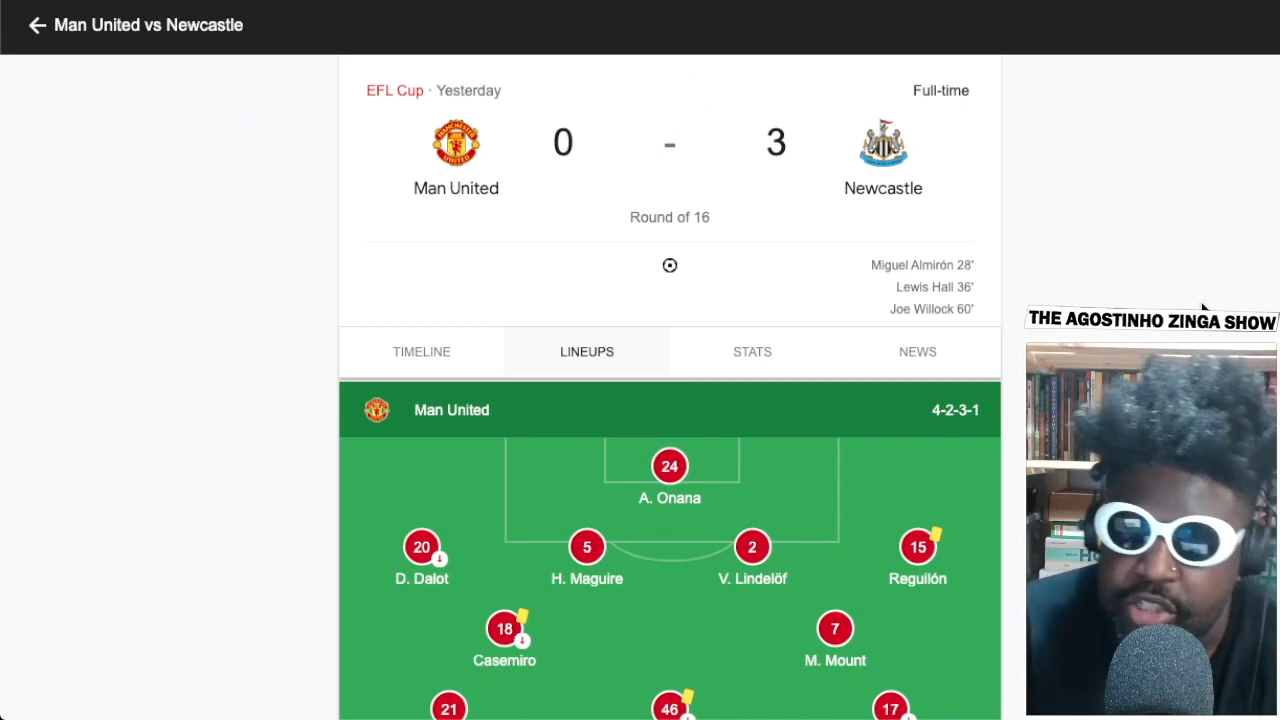 Man United vs Newcastle
EFL Cup · Yesterday
Full-time
0 - 3
Man United
Newcastle
Round of 16
Miguel Almirón 28'
Lewis Hall 36'
Joe Willock 60'
TIMELINE
LINEUPS
STATS
NEWS
Man United
4-2-3-1
24
A. Onana
20
5
2
15
D. Dalot
H. Maguire
V. Lindelöf
Reguilón
18
7
Casemiro
M. Mount
21
46
17
THE AGOSTINHO ZINGA SHOW